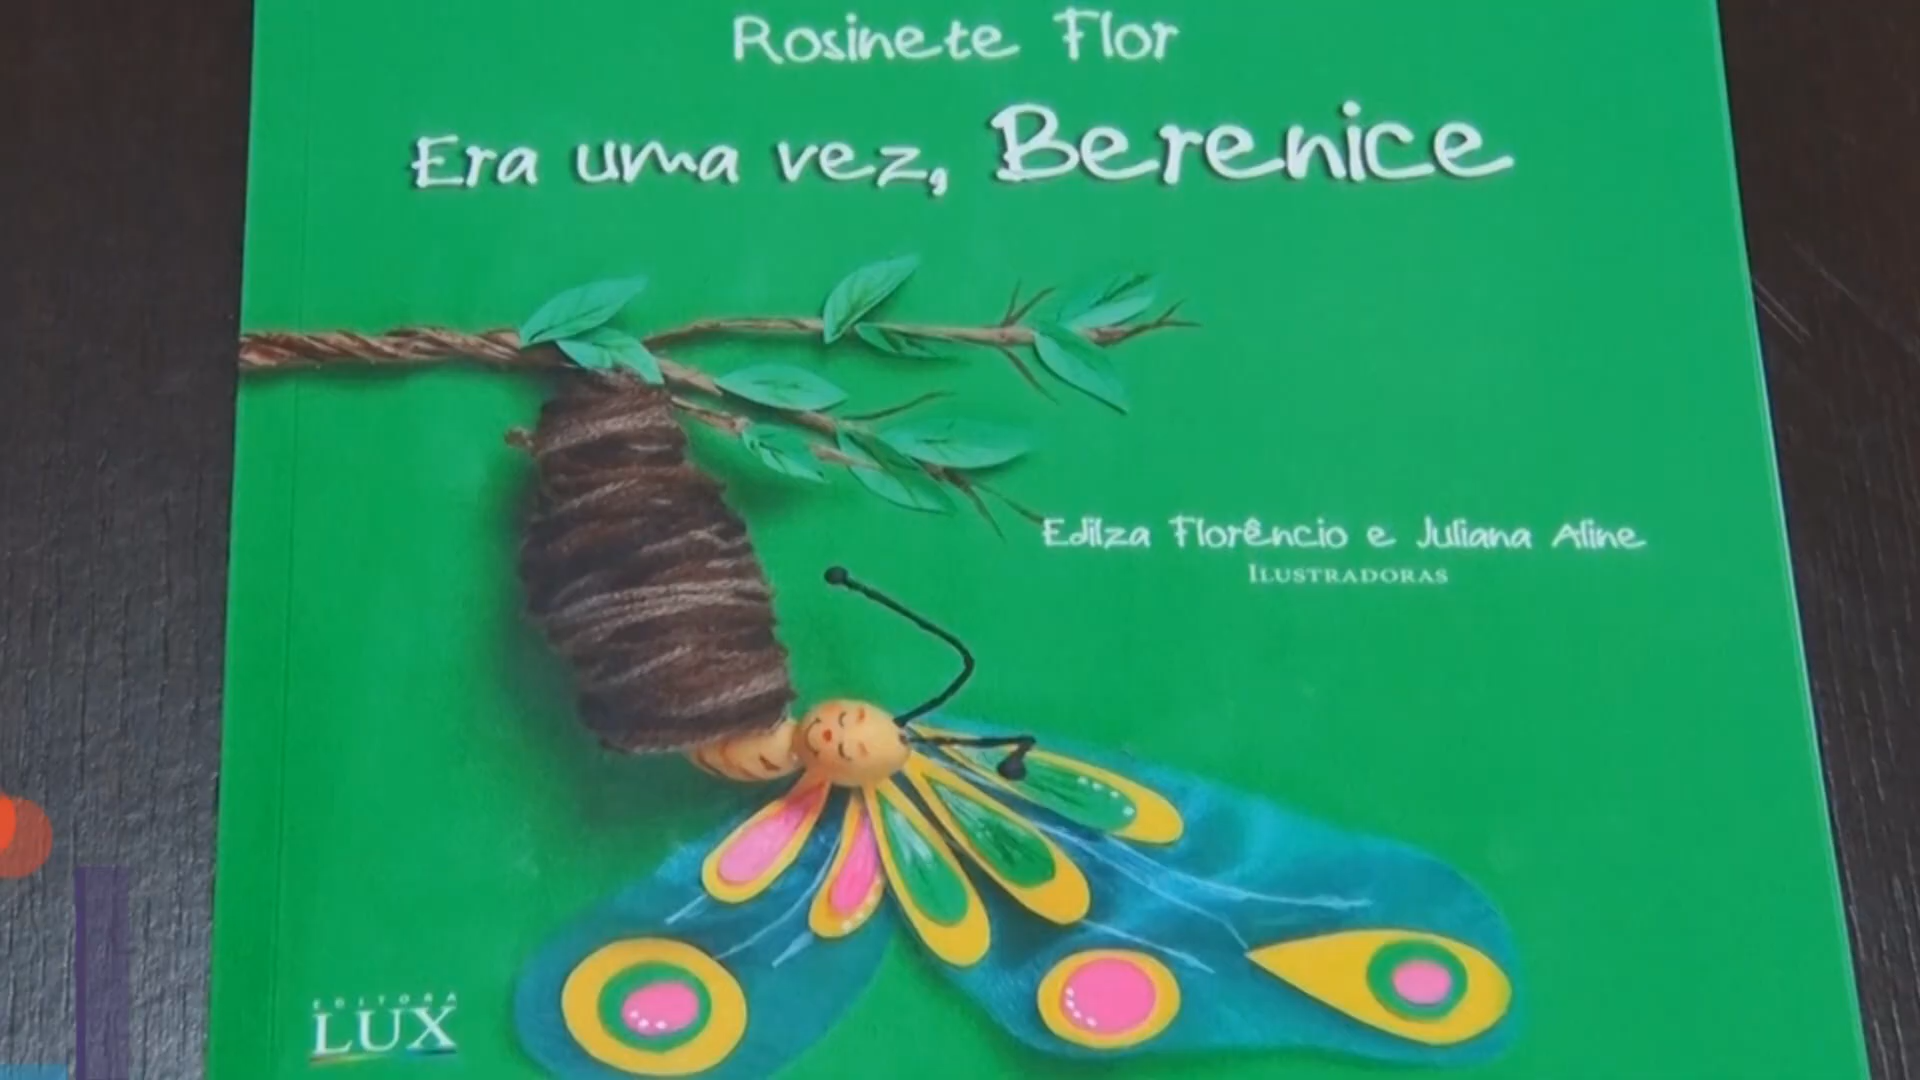 Rosinete Flor
Era uma vez, Berenice
Edilza Florêncio e Juliana Aline
ILUSTRADORAS
EDITORA
LUX